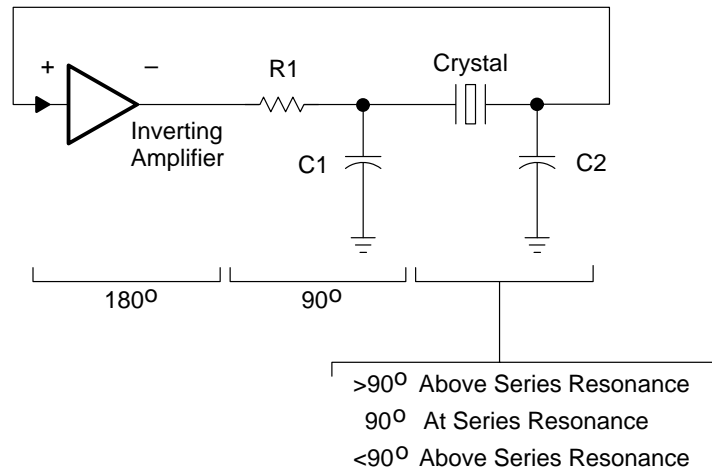 +
−
R1
Crystal
Inverting
Amplifier
C1
C2
180O
90O
>90O Above Series Resonance
90O At Series Resonance
<90O Above Series Resonance